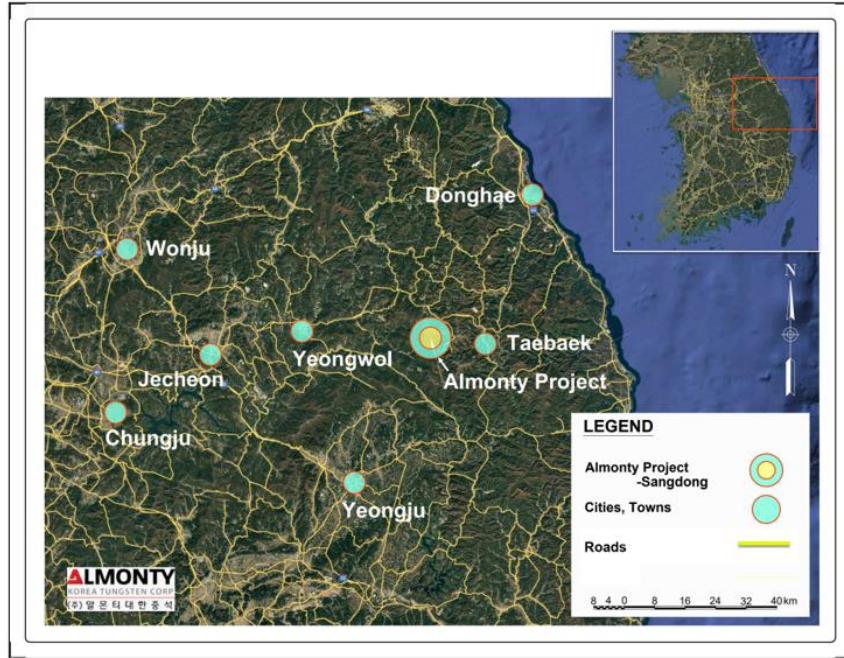 N
Donghae
Wonju
Yeongwol
Taebaek
Jecheon
Almonty Project
Chungju
Yeongju
LEGEND
Almonty Project
-Sangdong
Cities, Towns
Roads
8 4 0 8 16 24 32 40 km
ALMONTY
KOREA TUNGSTEN CORP
(주)알몬티대한중석